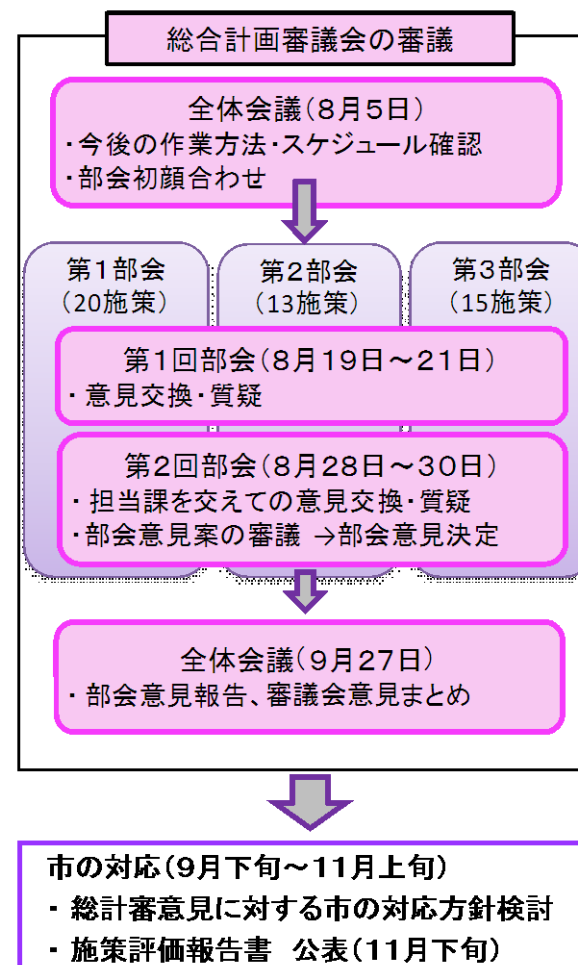 総合計画審議会の審議
全体会議(8月5日)
・今後の作業方法・スケジュール確認
・部会初顔合わせ
第1部会
(20施策)
第2部会
(13施策)
第3部会
(15施策)
第1回部会(8月19日～21日)
・意見交換・質疑
第2回部会(8月28日～30日)
・担当課を交えての意見交換・質疑
・部会意見案の審議 →部会意見決定
全体会議(9月27日)
・部会意見報告、審議会意見まとめ
市の対応(9月下旬～11月上旬)
・総計審意見に対する市の対応方針検討
・施策評価報告書 公表(11月下旬)